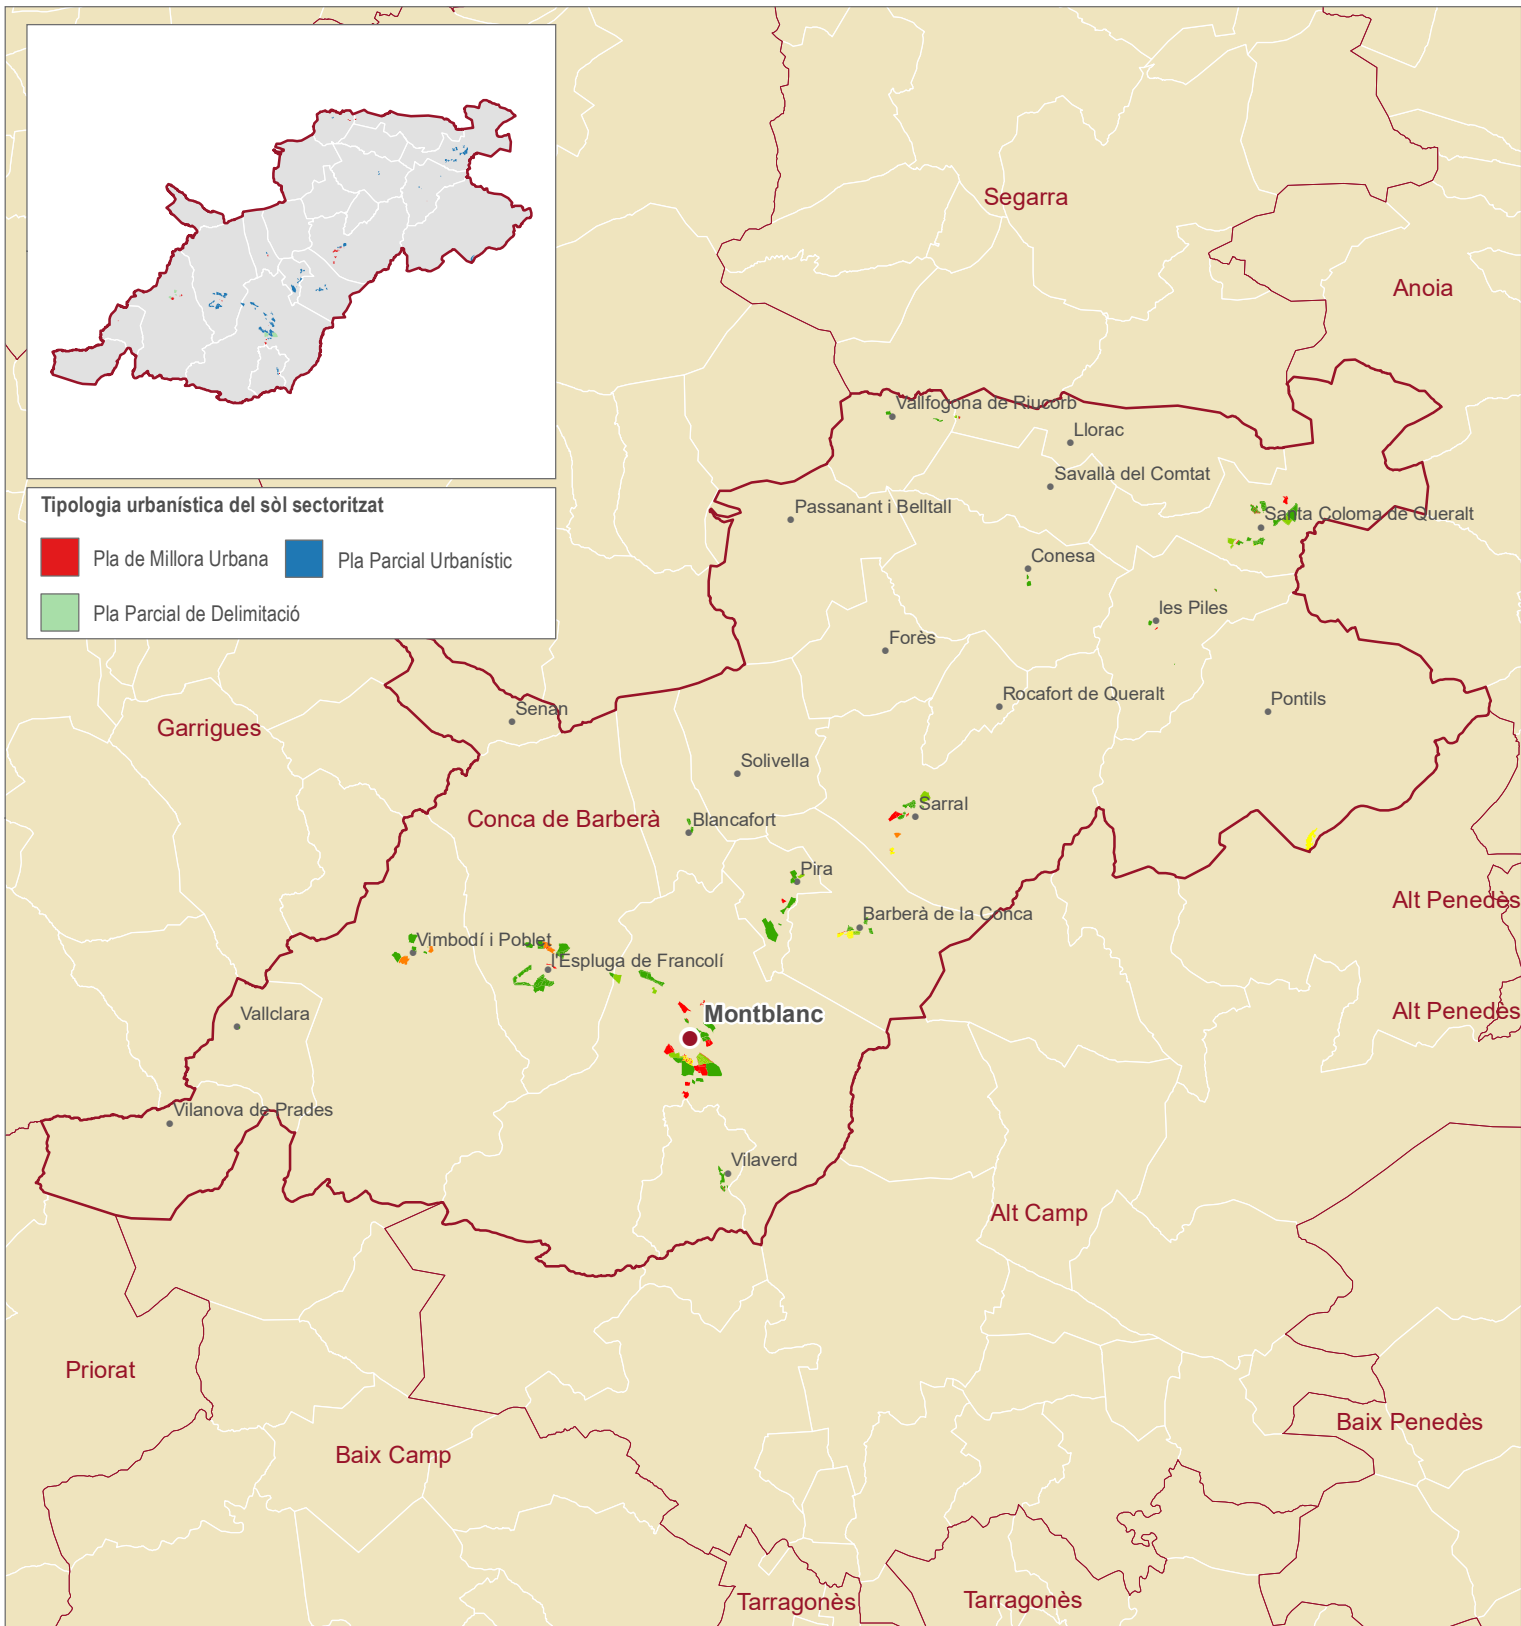 Segarra
Anoia
Vallfogona de Riucorb
Llorac
Savallà del Comtat
Tipologia urbanística del sòl sectoritzat
Passanant i Belltall
Santa Coloma de Queralt
Pla de Millora Urbana
Pla Parcial Urbanístic
Conesa
Pla Parcial de Delimitació
les Piles
Forès
Rocafort de Queralt
Pontils
Senan
Garrigues
Solivella
Sarral
Conca de Barberà
Blancafort
Pira
Alt Penedès
Barberà de la Conca
Vimbodí i Poblet
l'Espluga de Francolí
Montblanc
Alt Penedès
Vallclara
Vilanova de Prades
Vilaverd
Alt Camp
Priorat
Baix Penedès
Baix Camp
Tarragonès
Tarragonès